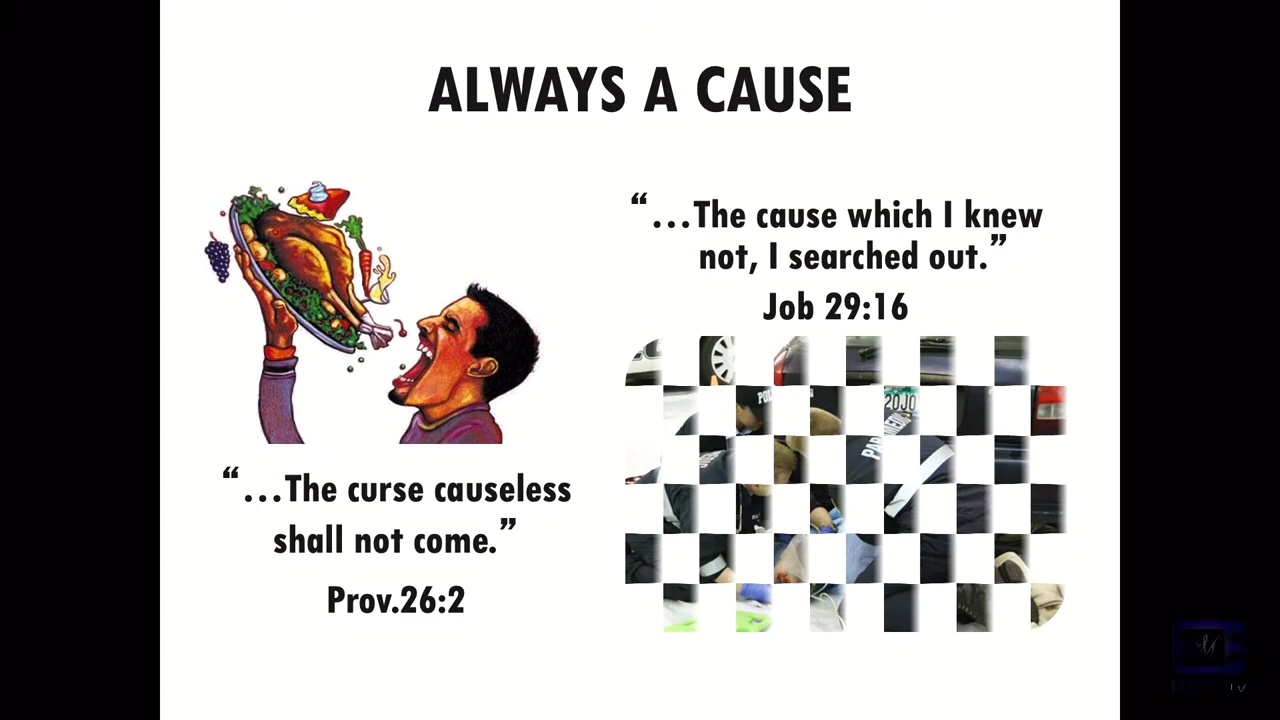 ALWAYS A CAUSE
“…The cause which I knew
not, I searched out.”
Job 29:16
“…The curse causeless
shall not come.”
Prov.26:2
20JO